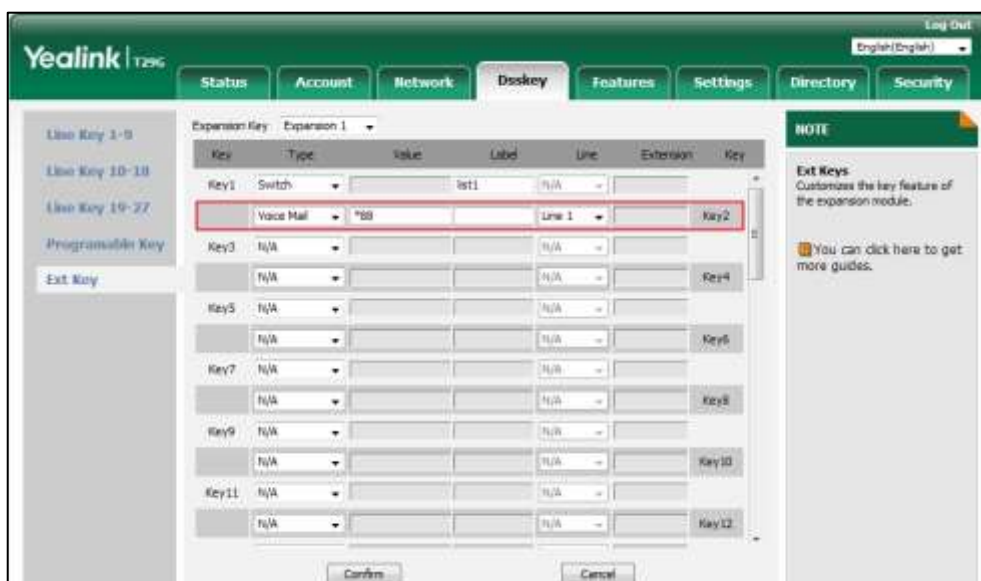 Log Out
Yealink | T29G
English(English)
Status Account Network Dsskey Features Settings Directory Security
Line Key 1-9
Line Key 10-18
Line Key 19-27
Programable Key
Ext Key
Expansion Key Expansion 1
Key Type Value Label Line Extension Key
Key1 Switch list1 N/A
Voice Mail *88 Line 1 Key2
Key3 N/A N/A
N/A N/A Key4
Key5 N/A N/A
N/A N/A Key6
Key7 N/A N/A
N/A N/A Key8
Key9 N/A N/A
N/A N/A Key10
Key11 N/A N/A
N/A N/A Key12
Confirm Cancel
NOTE
Ext Keys
Customizes the key feature of
the expansion module.
You can click here to get
more guides.